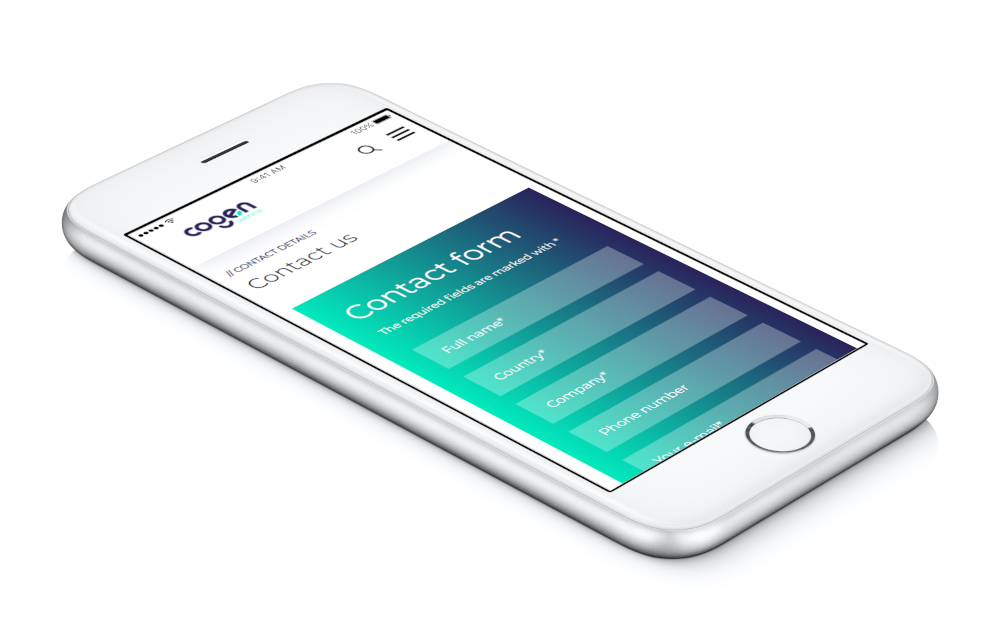 9:41 AM
100%
cogen
// CONTACT DETAILS
Contact us
Contact form
The required fields are marked with *
Full name*
Country*
Company*
Phone number
Your e-mail*